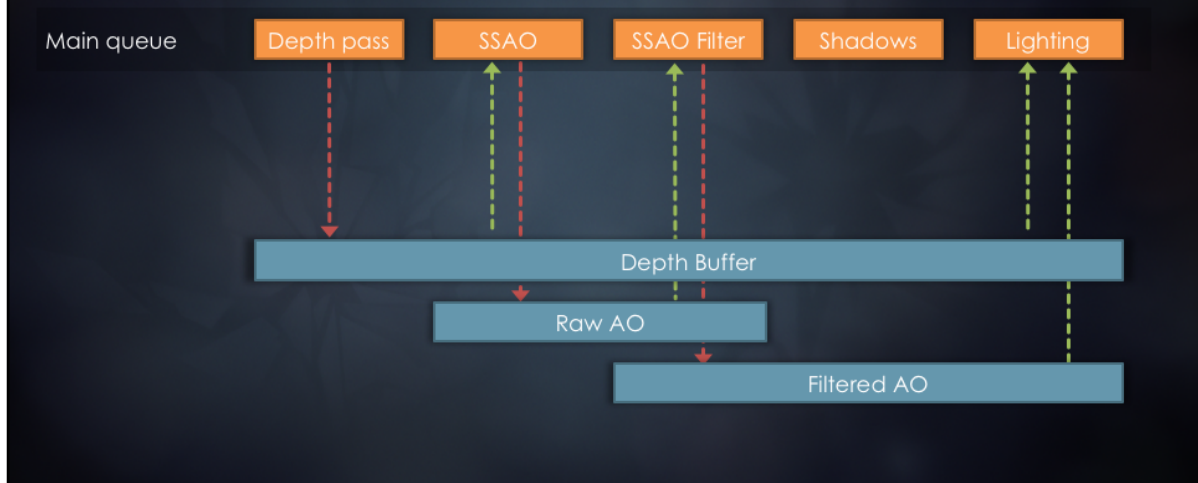 Main queue
Depth pass
SSAO
SSAO Filter
Shadows
Lighting
Depth Buffer
Raw AO
Filtered AO